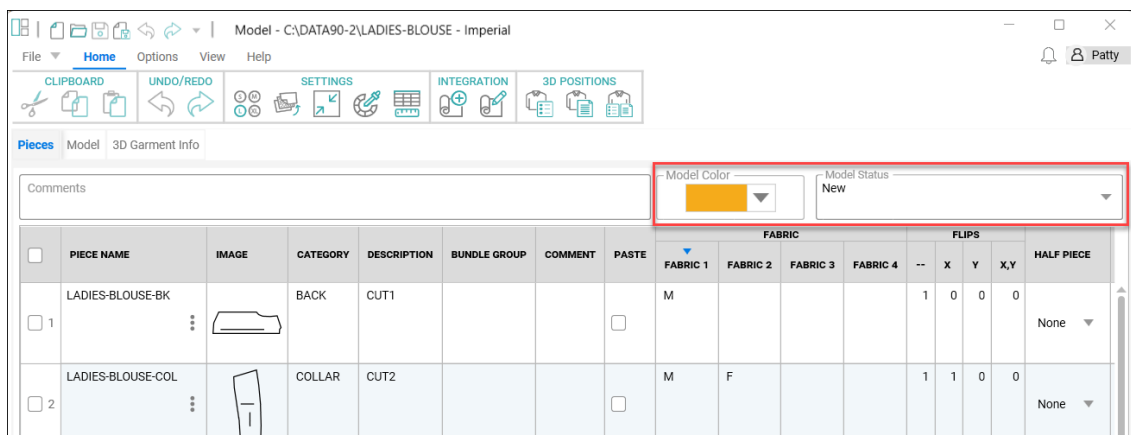 Model - C:\DATA90-2\LADIES-BLOUSE - Imperial
File Home Options View Help
Patty
CLIPBOARD UNDO/REDO SETTINGS INTEGRATION 3D POSITIONS
S M L XL
Pieces Model 3D Garment Info
Comments
Model Color
Model Status
New
PIECE NAME IMAGE CATEGORY DESCRIPTION BUNDLE GROUP COMMENT PASTE FABRIC FLIPS HALF PIECE
FABRIC 1 FABRIC 2 FABRIC 3 FABRIC 4 -- X Y X,Y
1 LADIES-BLOUSE-BK BACK CUT1 M 1 0 0 0 None
2 LADIES-BLOUSE-COL COLLAR CUT2 M F 1 1 0 0 None